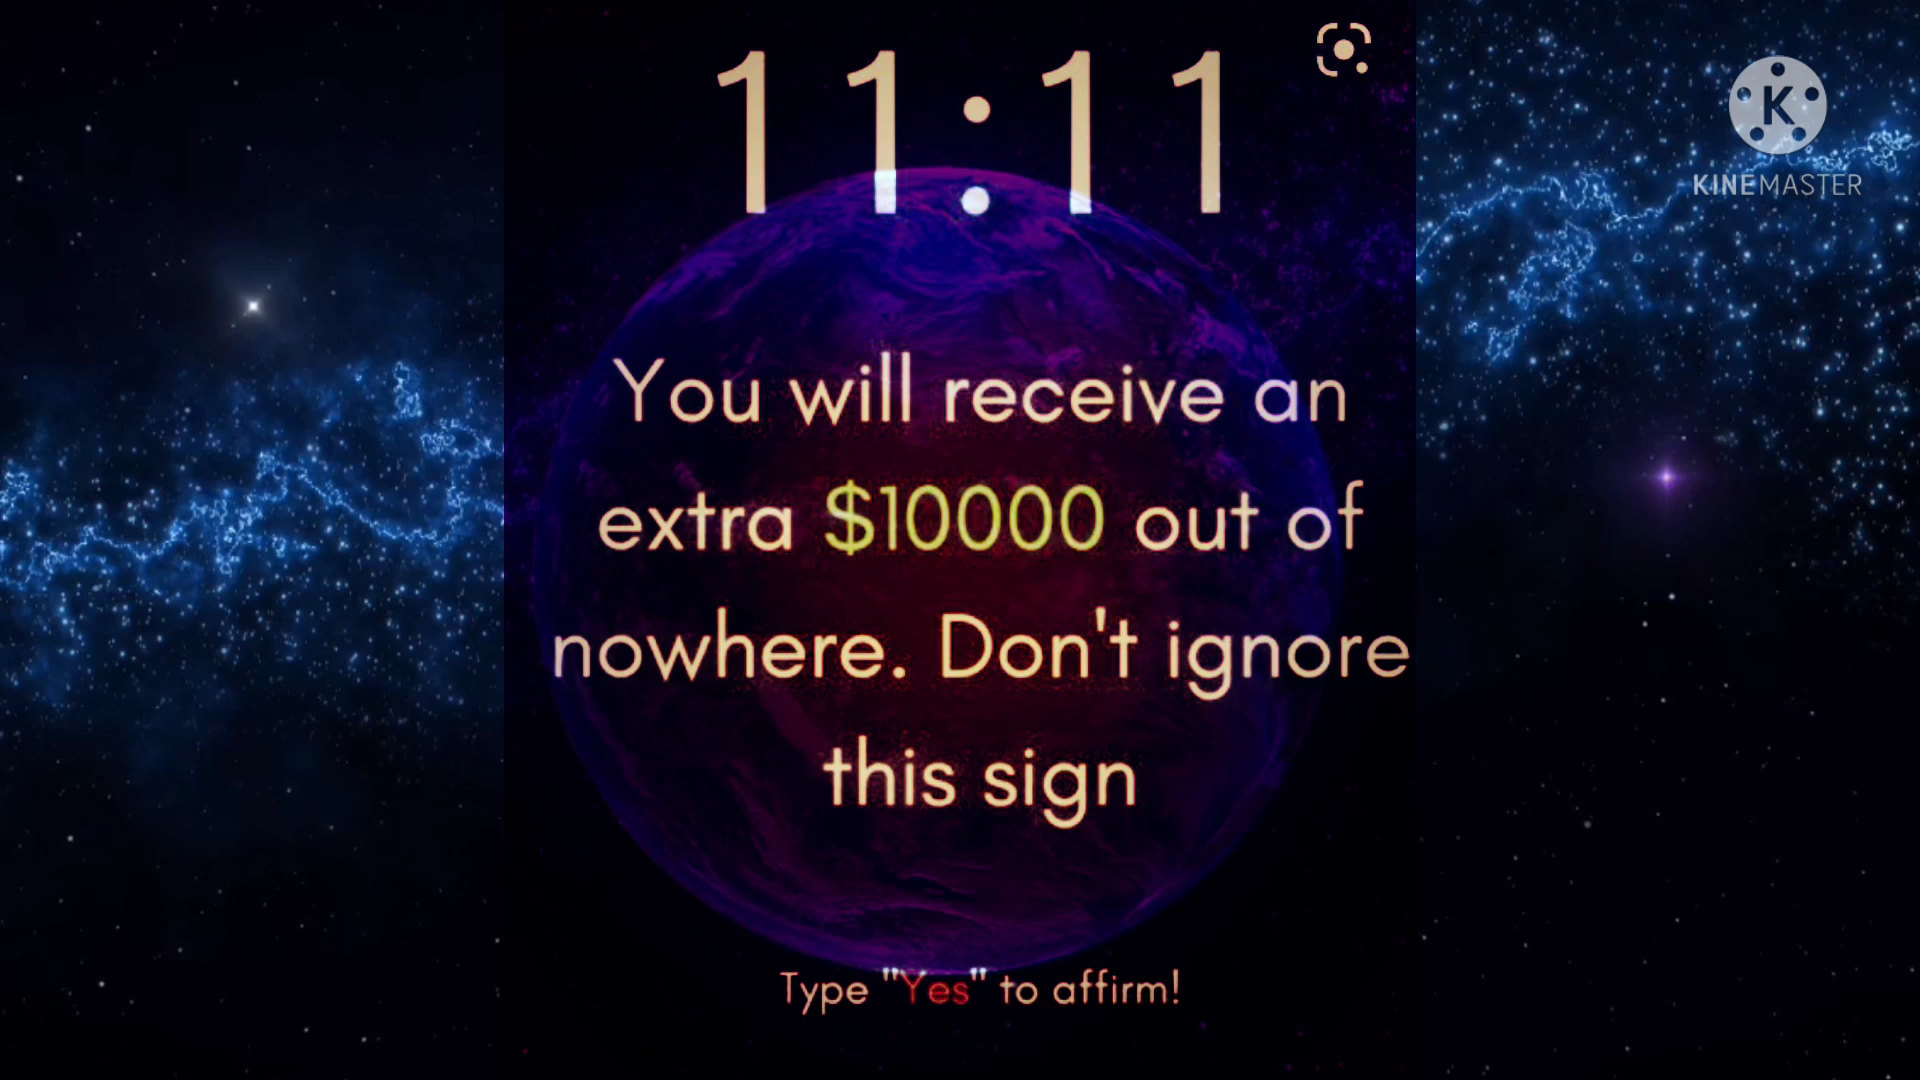 11:11
K
KINEMASTER
You will receive an
extra $10000 out of
nowhere. Don't ignore
this sign
Type "Yes" to affirm!